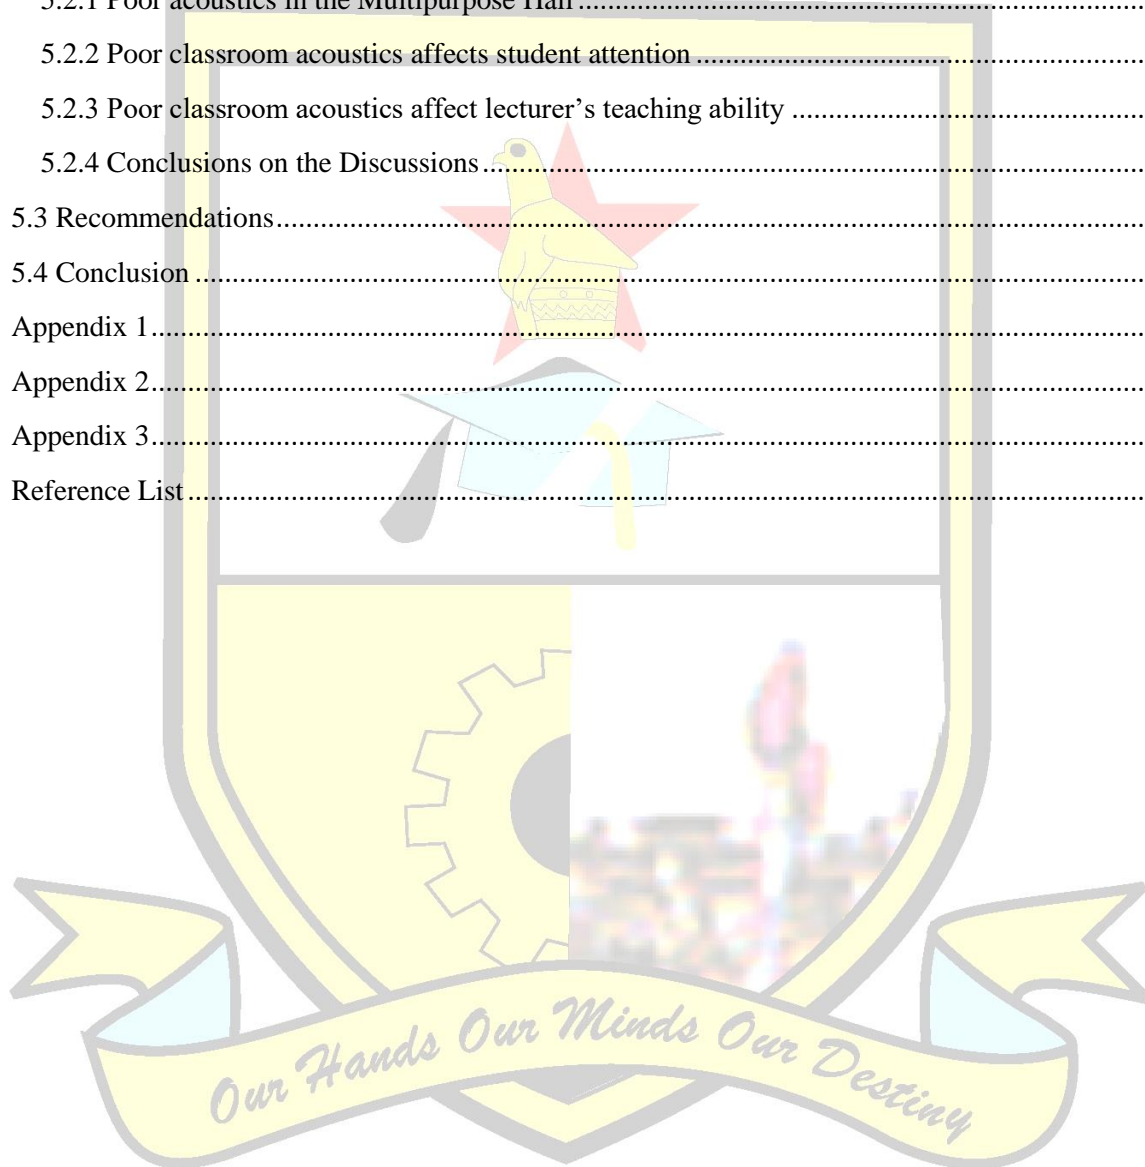 5.2.1 Poor acoustics in the Multipurpose Hall ................................................................
5.2.2 Poor classroom acoustics affects student attention ................................................................
5.2.3 Poor classroom acoustics affect lecturer’s teaching ability ................................................................
5.2.4 Conclusions on the Discussions ................................................................
5.3 Recommendations ................................................................
5.4 Conclusion ................................................................
Appendix 1 ................................................................
Appendix 2 ................................................................
Appendix 3 ................................................................
Reference List ................................................................
Our Hands Our Minds Our Destiny